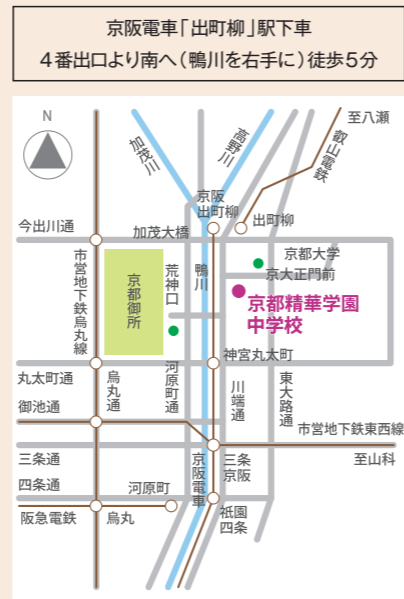 京阪電車「出町柳」駅下車
4番出口より南へ(鴨川を右手に)徒歩5分
N
至八瀬
加茂川
高野川
叡山電鉄
京阪
出町柳
出町柳
今出川通
加茂大橋
京都大学
京大正門前
市営地下鉄烏丸線
京都御所
荒神口
鴨川
京都精華学園
中学校
神宮丸太町
丸太町通
烏丸通
河原町通
川端通
東大路通
御池通
市営地下鉄東西線
三条通
京阪電車
三条
京阪
至山科
四条通
河原町
祇園
四条
阪急電鉄
烏丸